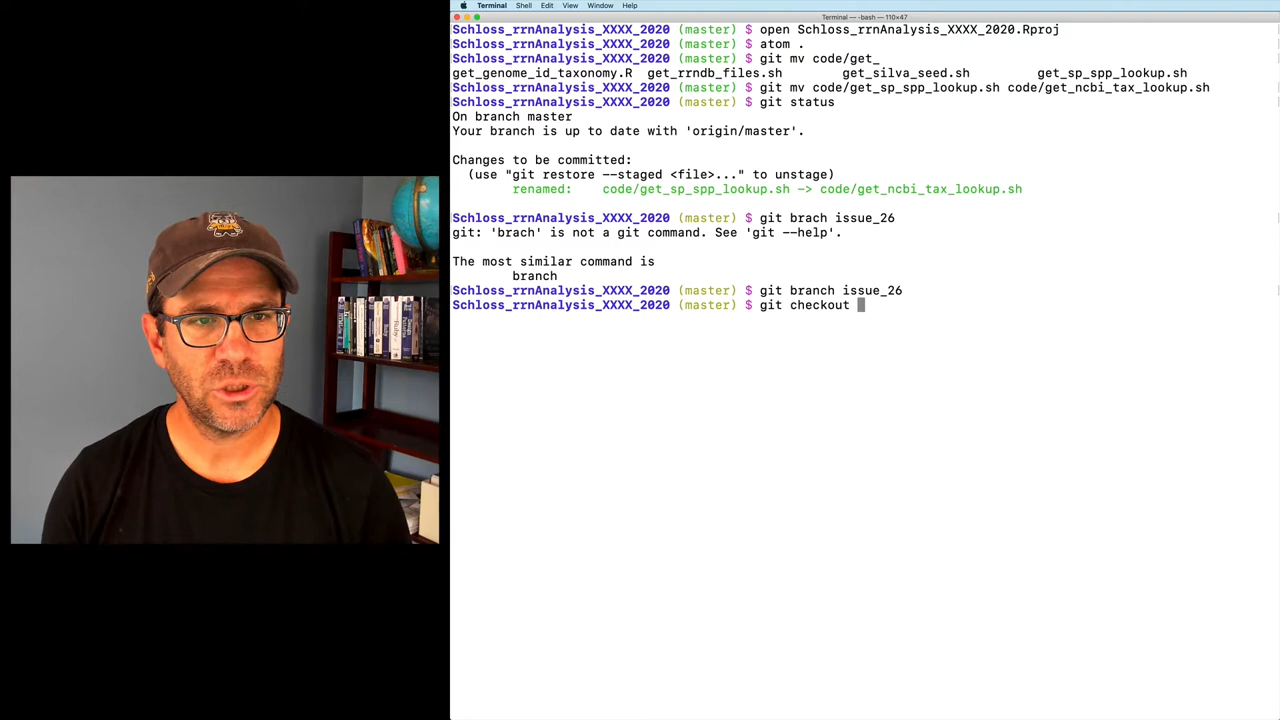 Terminal Shell Edit View Window Help
Terminal — -bash — 110×47
Schloss_rrnAnalysis_XXXX_2020 (master) $ open Schloss_rrnAnalysis_XXXX_2020.Rproj
Schloss_rrnAnalysis_XXXX_2020 (master) $ atom .
Schloss_rrnAnalysis_XXXX_2020 (master) $ git mv code/get_
get_genome_id_taxonomy.R get_rrndb_files.sh get_silva_seed.sh get_sp_spp_lookup.sh
Schloss_rrnAnalysis_XXXX_2020 (master) $ git mv code/get_sp_spp_lookup.sh code/get_ncbi_tax_lookup.sh
Schloss_rrnAnalysis_XXXX_2020 (master) $ git status
On branch master
Your branch is up to date with 'origin/master'.
Changes to be committed:
(use "git restore --staged <file>..." to unstage)
renamed: code/get_sp_spp_lookup.sh -> code/get_ncbi_tax_lookup.sh
Schloss_rrnAnalysis_XXXX_2020 (master) $ git brach issue_26
git: 'brach' is not a git command. See 'git --help'.
The most similar command is
branch
Schloss_rrnAnalysis_XXXX_2020 (master) $ git branch issue_26
Schloss_rrnAnalysis_XXXX_2020 (master) $ git checkout